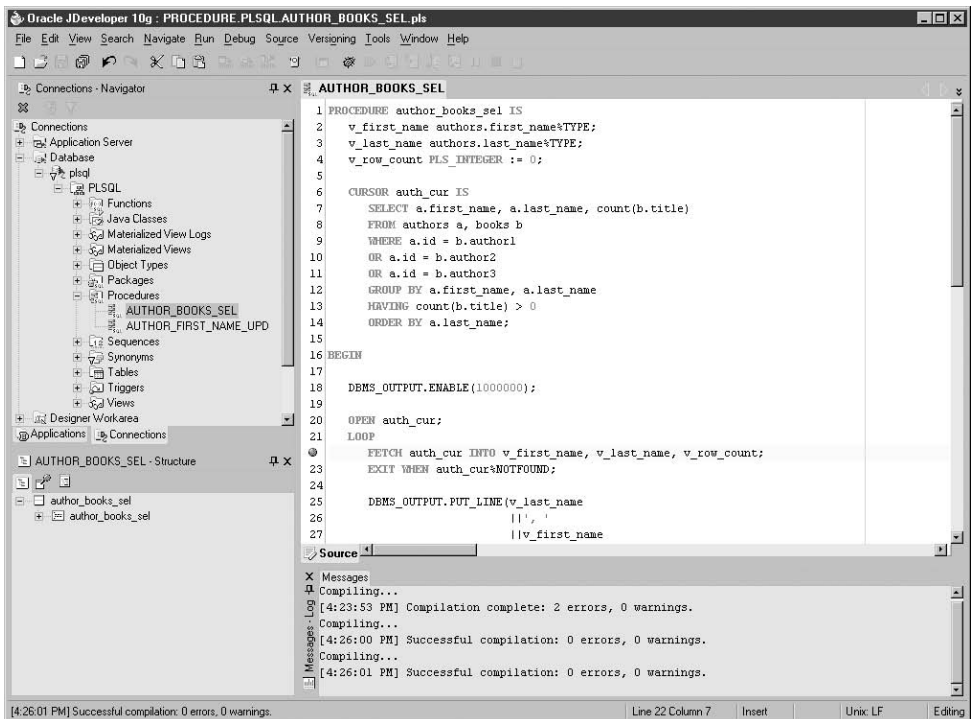 Oracle JDeveloper 10g : PROCEDURE.PLSQL.AUTHOR_BOOKS_SEL.pls
File Edit View Search Navigate Run Debug Source Versioning Tools Window Help
Connections - Navigator
Connections
Application Server
Database
plsql
PLSQL
Functions
Java Classes
Materialized View Logs
Materialized Views
Object Types
Packages
Procedures
AUTHOR_BOOKS_SEL
AUTHOR_FIRST_NAME_UPD
Sequences
Synonyms
Tables
Triggers
Views
Designer Workarea
Applications Connections
AUTHOR_BOOKS_SEL - Structure
author_books_sel
author_books_sel
AUTHOR_BOOKS_SEL
1 PROCEDURE author_books_sel IS
2 v_first_name authors.first_name%TYPE;
3 v_last_name authors.last_name%TYPE;
4 v_row_count PLS_INTEGER := 0;
5
6 CURSOR auth_cur IS
7 SELECT a.first_name, a.last_name, count(b.title)
8 FROM authors a, books b
9 WHERE a.id = b.author1
10 OR a.id = b.author2
11 OR a.id = b.author3
12 GROUP BY a.first_name, a.last_name
13 HAVING count(b.title) > 0
14 ORDER BY a.last_name;
15
16 BEGIN
17
18 DBMS_OUTPUT.ENABLE(1000000);
19
20 OPEN auth_cur;
21 LOOP
FETCH auth_cur INTO v_first_name, v_last_name, v_row_count;
23 EXIT WHEN auth_cur%NOTFOUND;
24
25 DBMS_OUTPUT.PUT_LINE(v_last_name
26 ||', '
27 ||v_first_name
Source
Messages
Messages - Log
Compiling...
[4:23:53 PM] Compilation complete: 2 errors, 0 warnings.
Compiling...
[4:26:00 PM] Successful compilation: 0 errors, 0 warnings.
Compiling...
[4:26:01 PM] Successful compilation: 0 errors, 0 warnings.
[4:26:01 PM] Successful compilation: 0 errors, 0 warnings.
Line 22 Column 7 Insert Unix: LF Editing